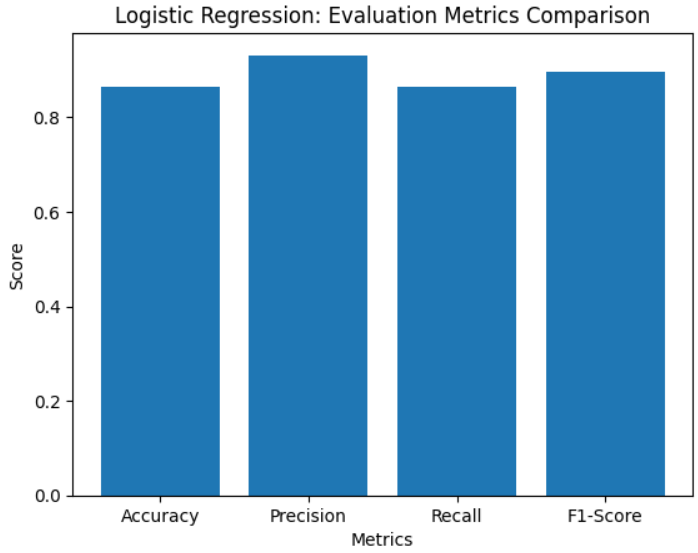 Logistic Regression: Evaluation Metrics Comparison
Score
0.8
0.6
0.4
0.2
0.0
Accuracy Precision Recall F1-Score
Metrics